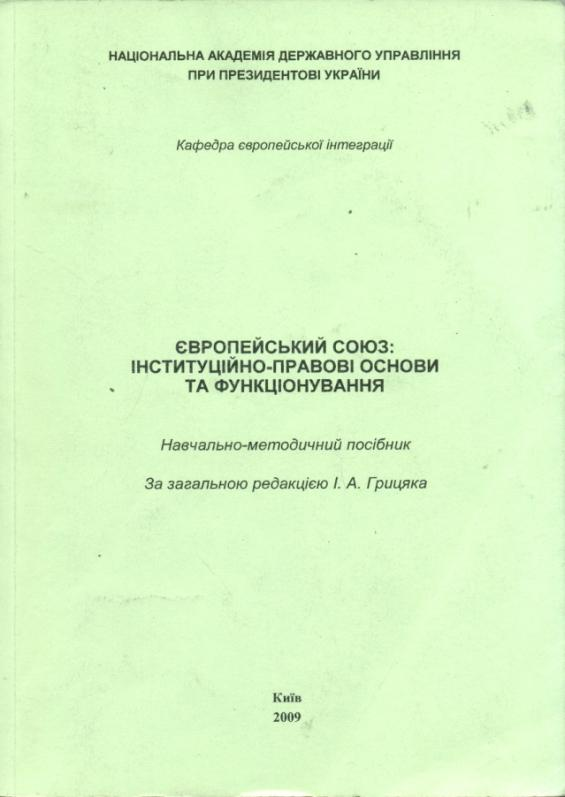 НАЦІОНАЛЬНА АКАДЕМІЯ ДЕРЖАВНОГО УПРАВЛІННЯ
ПРИ ПРЕЗИДЕНТОВІ УКРАЇНИ
Кафедра європейської інтеграції
ЄВРОПЕЙСЬКИЙ СОЮЗ:
ІНСТИТУЦІЙНО-ПРАВОВІ ОСНОВИ
ТА ФУНКЦІОНУВАННЯ
Навчально-методичний посібник
За загальною редакцією І. А. Грицяка
Київ
2009